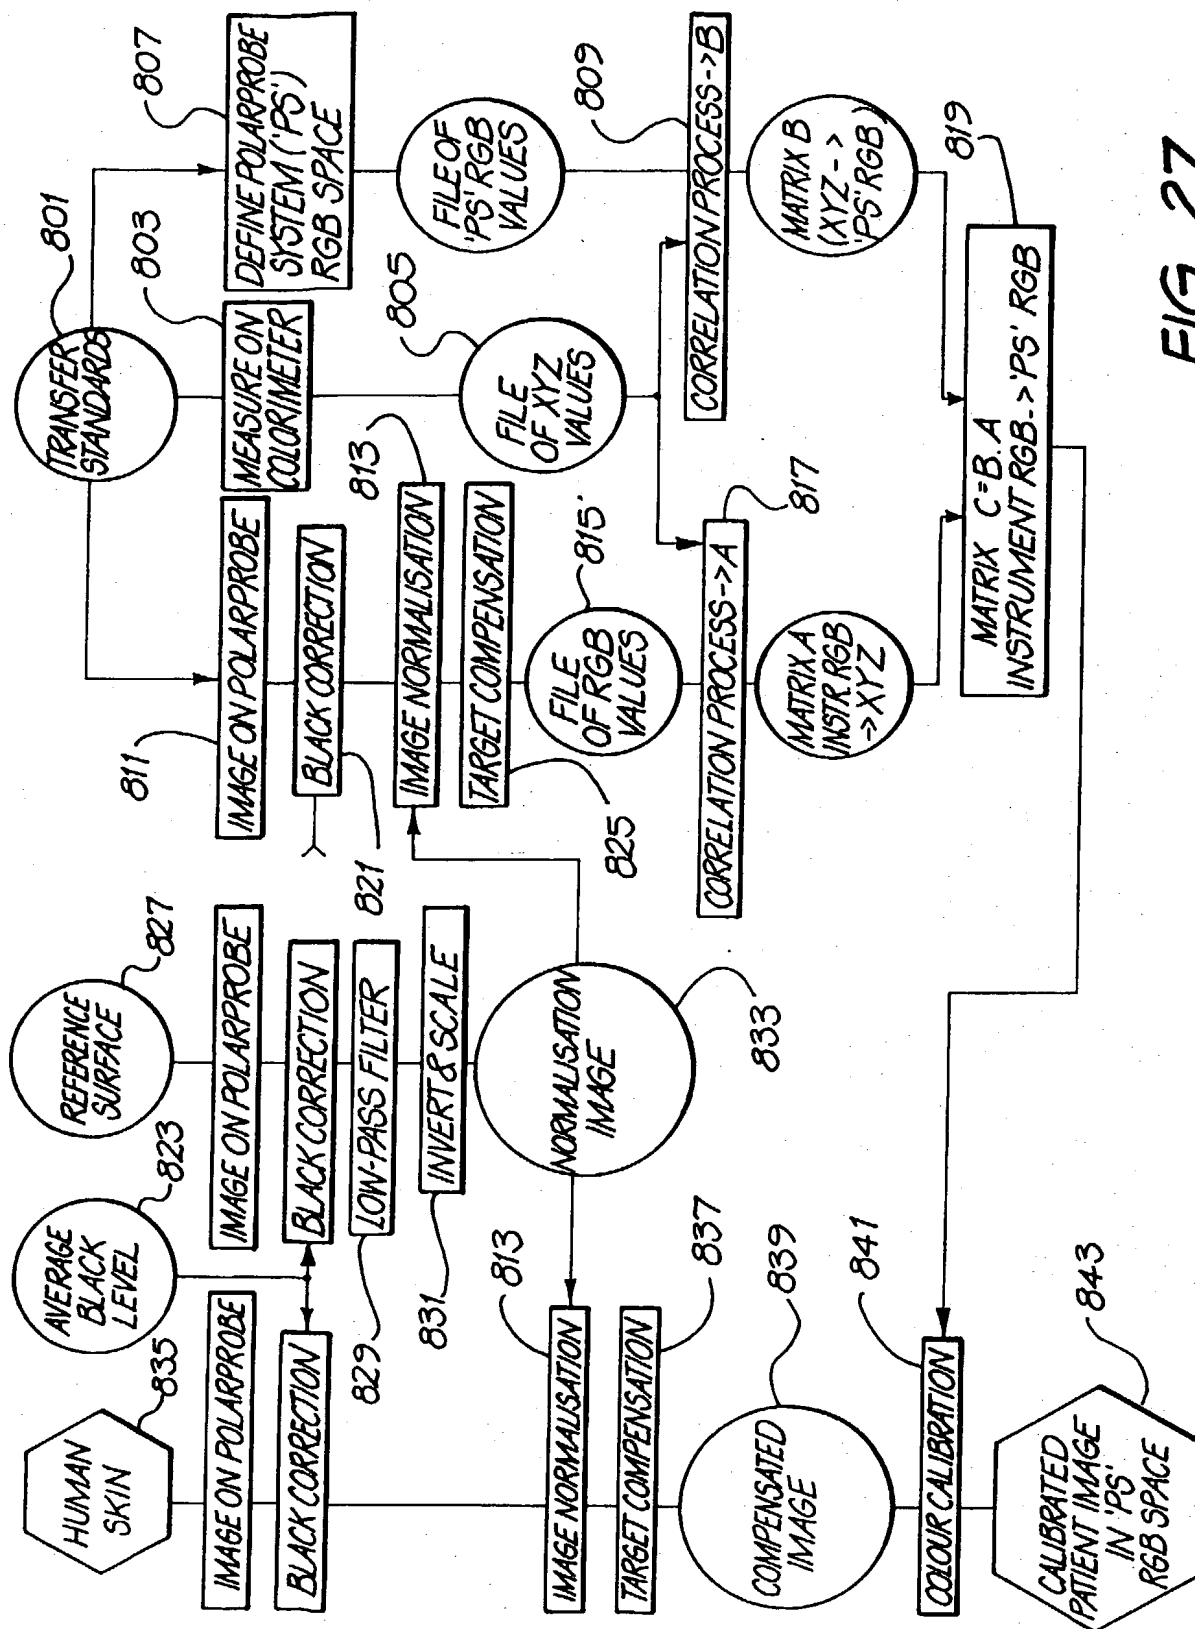 HUMAN
SKIN
835
IMAGE ON POLARPROBE
BLACK CORRECTION
AVERAGE
BLACK
LEVEL
823
REFERENCE
SURFACE
827
IMAGE ON POLARPROBE
BLACK CORRECTION
LOW-PASS FILTER
829
INVERT & SCALE
831
NORMALISATION
IMAGE
833
IMAGE NORMALISATION
813
TARGET COMPENSATION
837
COMPENSATED
IMAGE
839
COLOUR CALIBRATION
841
CALIBRATED
PATIENT IMAGE
IN 'PS'
RGB SPACE
843
TRANSFER
STANDARDS
801
IMAGE ON POLARPROBE
811
BLACK CORRECTION
821
IMAGE NORMALISATION
813
TARGET COMPENSATION
825
FILE
OF RGB
VALUES
815
CORRELATION PROCESS->A
817
MATRIX A
INSTR. RGB
->XYZ
MEASURE ON
COLORIMETER
803
FILE
OF XYZ
VALUES
805
DEFINE POLARPROBE
SYSTEM ('PS')
RGB SPACE
807
FILE OF
'PS' RGB
VALUES
CORRELATION PROCESS->B
809
MATRIX B
(XYZ ->
'PS' RGB)
MATRIX C=B.A
INSTRUMENT RGB->'PS' RGB
819
FIG. 27